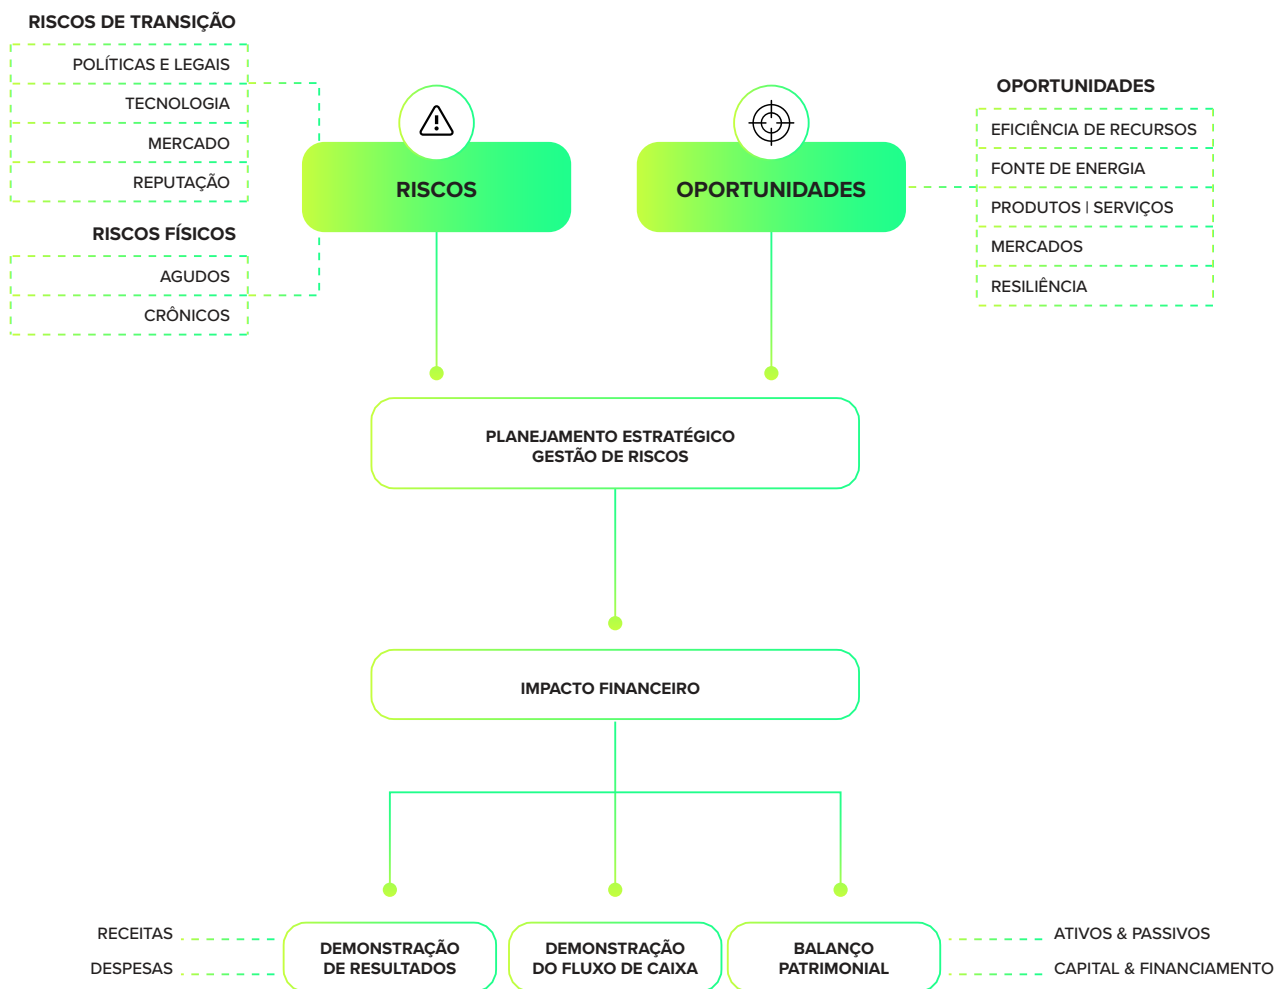 RISCOS DE TRANSIÇÃO
POLÍTICAS E LEGAIS
TECNOLOGIA
MERCADO
REPUTAÇÃO
RISCOS FÍSICOS
AGUDOS
CRÔNICOS
RISCOS
OPORTUNIDADES
OPORTUNIDADES
EFICIÊNCIA DE RECURSOS
FONTE DE ENERGIA
PRODUTOS | SERVIÇOS
MERCADOS
RESILIÊNCIA
PLANEJAMENTO ESTRATÉGICO
GESTÃO DE RISCOS
IMPACTO FINANCEIRO
RECEITAS
DESPESAS
DEMONSTRAÇÃO
DE RESULTADOS
DEMONSTRAÇÃO
DO FLUXO DE CAIXA
BALANÇO
PATRIMONIAL
ATIVOS & PASSIVOS
CAPITAL & FINANCIAMENTO